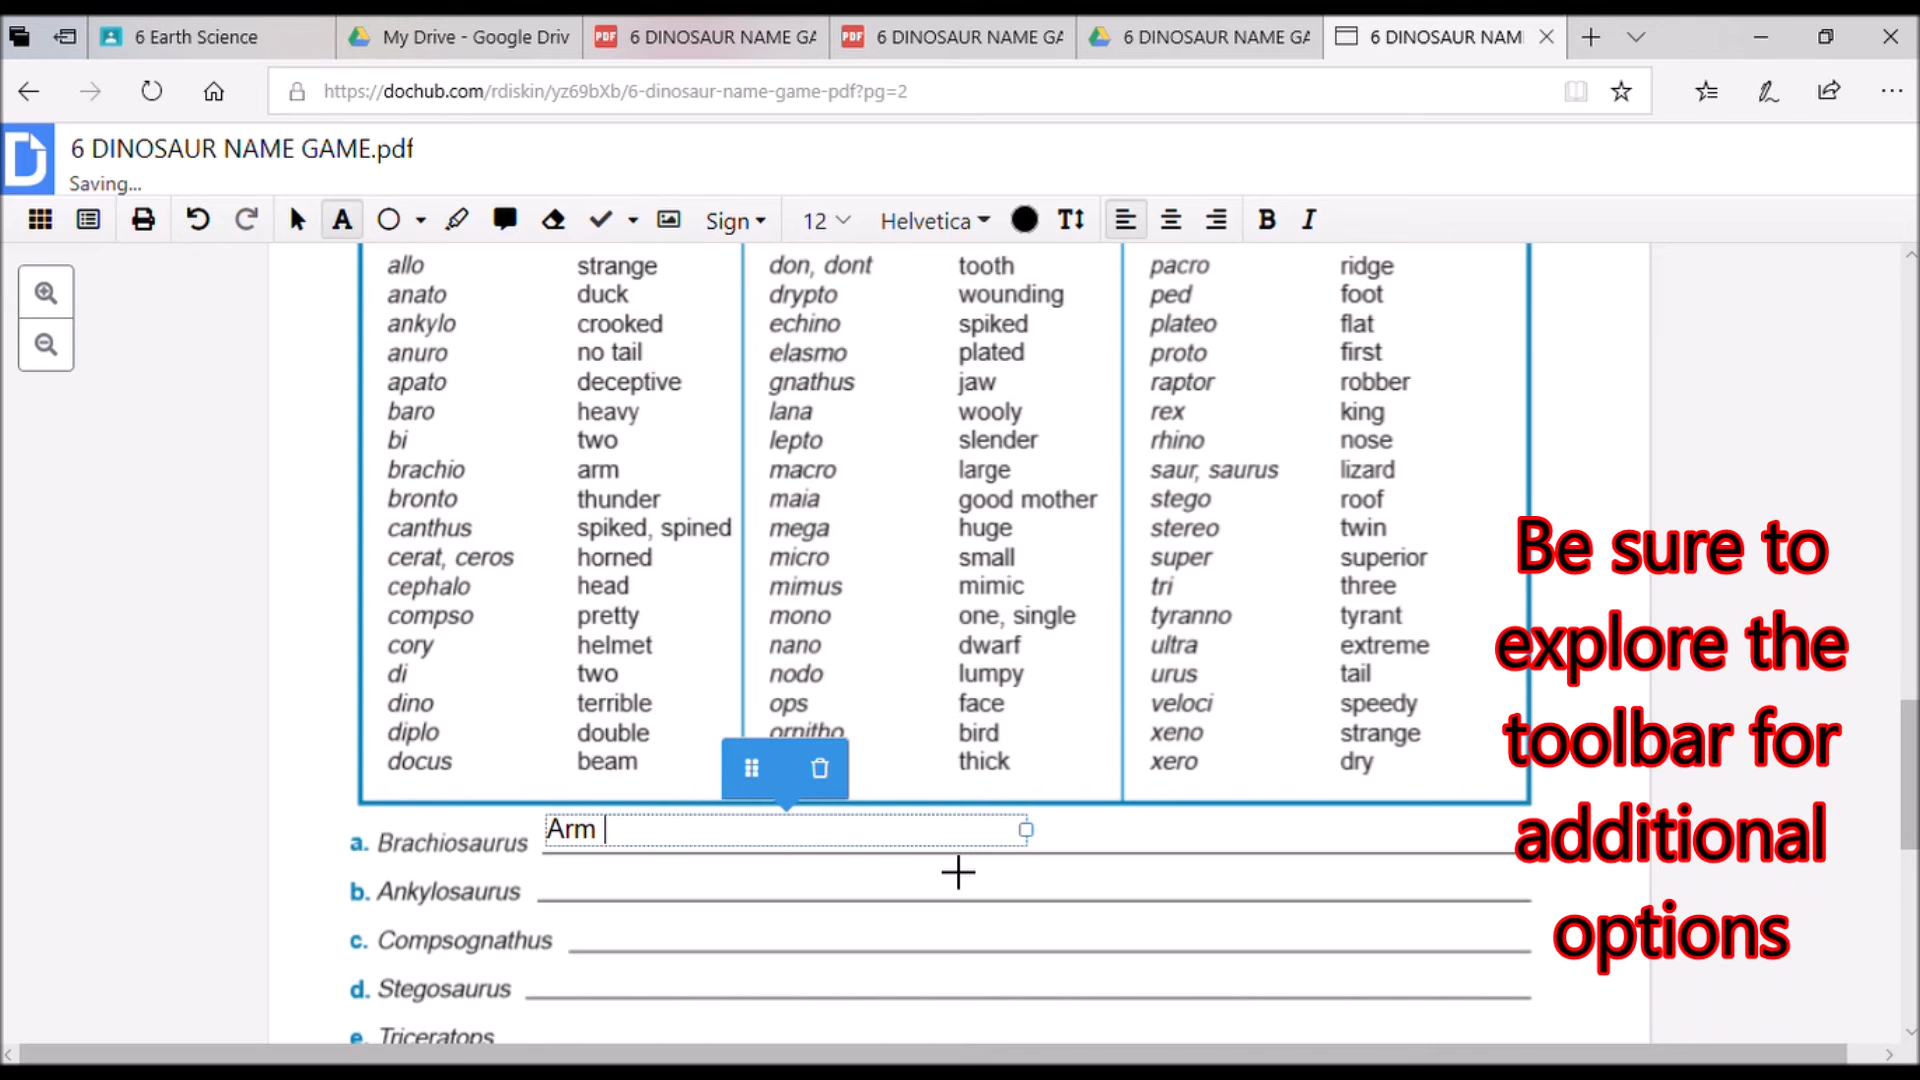 6 Earth Science
My Drive - Google Driv
PDF 6 DINOSAUR NAME GA
PDF 6 DINOSAUR NAME GA
6 DINOSAUR NAME GA
6 DINOSAUR NAM
https://dochub.com/rdiskin/yz69bXb/6-dinosaur-name-game-pdf?pg=2
6 DINOSAUR NAME GAME.pdf
Saving...
A Sign 12 Helvetica B I
allo strange don, dont tooth pacro ridge
anato duck drypto wounding ped foot
ankylo crooked echino spiked plateo flat
anuro no tail elasmo plated proto first
apato deceptive gnathus jaw raptor robber
baro heavy lana wooly rex king
bi two lepto slender rhino nose
brachio arm macro large saur, saurus lizard
bronto thunder maia good mother stego roof
canthus spiked, spined mega huge stereo twin
cerat, ceros horned micro small super superior
cephalo head mimus mimic tri three
compso pretty mono one, single tyranno tyrant
cory helmet nano dwarf ultra extreme
di two nodo lumpy urus tail
dino terrible ops face veloci speedy
diplo double ornitho bird xeno strange
docus beam thick xero dry
a. Brachiosaurus Arm
b. Ankylosaurus
c. Compsognathus
d. Stegosaurus
e. Triceratops
Be sure to
explore the
toolbar for
additional
options